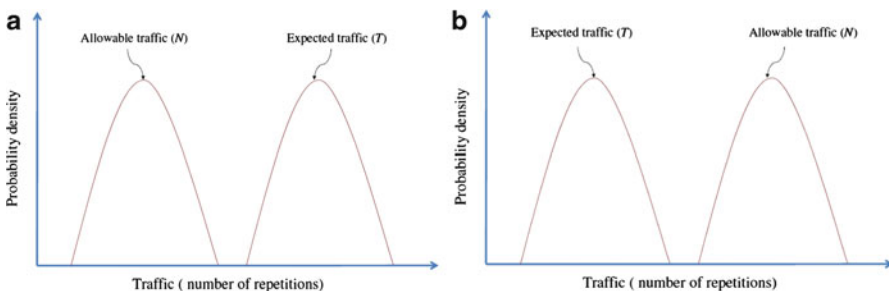 a
Allowable traffic (N)
Expected traffic (T)
Probability density
Traffic ( number of repetitions)
b
Expected traffic (T)
Allowable traffic (N)
Probability density
Traffic ( number of repetitions)